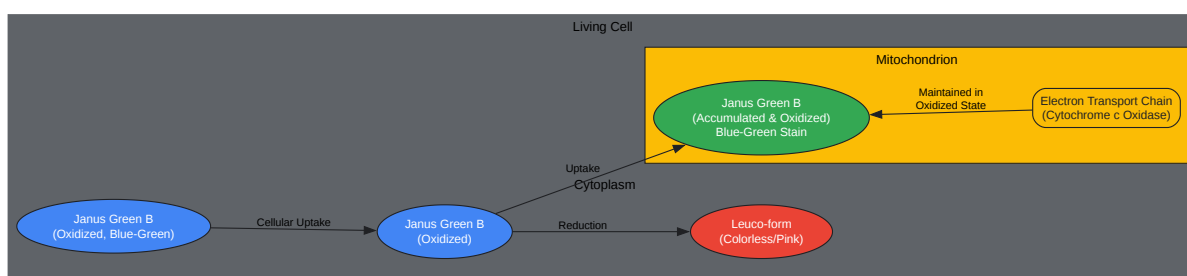 Living Cell
Mitochondrion
Janus Green B
(Accumulated & Oxidized)
Blue-Green Stain
Maintained in
Oxidized State
Electron Transport Chain
(Cytochrome c Oxidase)
Uptake
Cytoplasm
Janus Green B
(Oxidized, Blue-Green)
Cellular Uptake
Janus Green B
(Oxidized)
Reduction
Leuco-form
(Colorless/Pink)